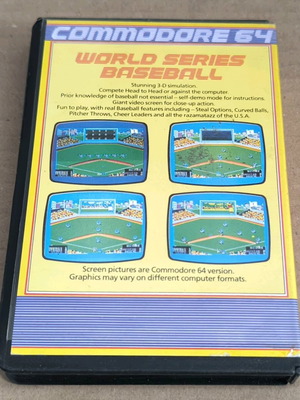 COMMODORE 64
WORLD SERIES
BASEBALL
Stunning 3-D simulation.
Compete Head to Head or against the computer.
Prior knowledge of baseball not essential – self-demo mode for instructions.
Giant video screen for close-up action.
Fun to play, with real Baseball features including – Steal Options, Curved Balls,
Pitcher Throws, Cheer Leaders and all the razamatazz of the U.S.A.
Screen pictures are Commodore 64 version.
Graphics may vary on different computer formats.